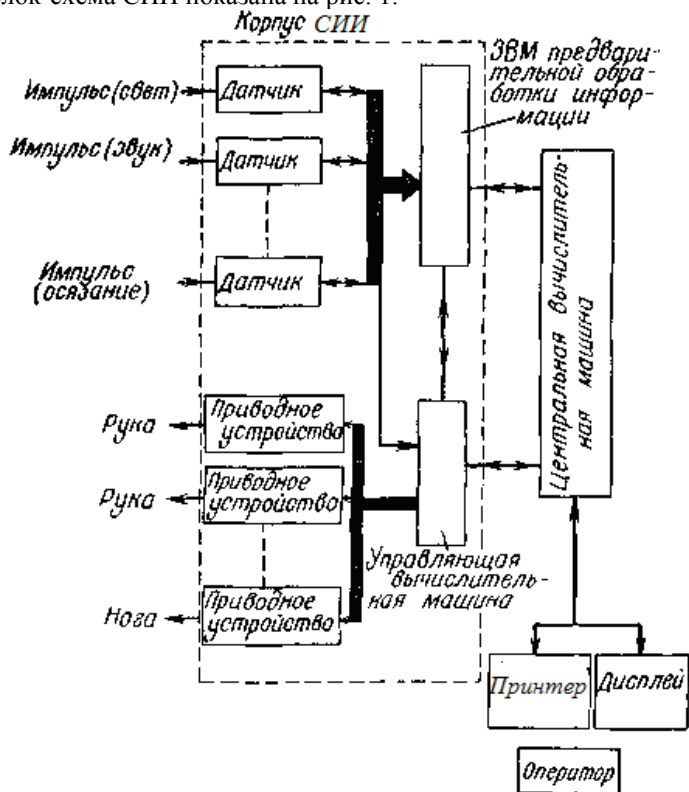 лок-схема СИИ показана на рис. 1.
Корпус СИИ
ЭВМ предвари-
тельной обра-
ботки инфор-
мации
Импульс (свет)
Датчик
Импульс (звук)
Датчик
Импульс
(осязание)
Датчик
Центральная вычислитель-
ная машина
Рука
Приводное
устройство
Рука
Приводное
устройство
Управляющая
вычислитель-
ная машина
Нога
Приводное
устройство
Принтер
Дисплей
Оператор